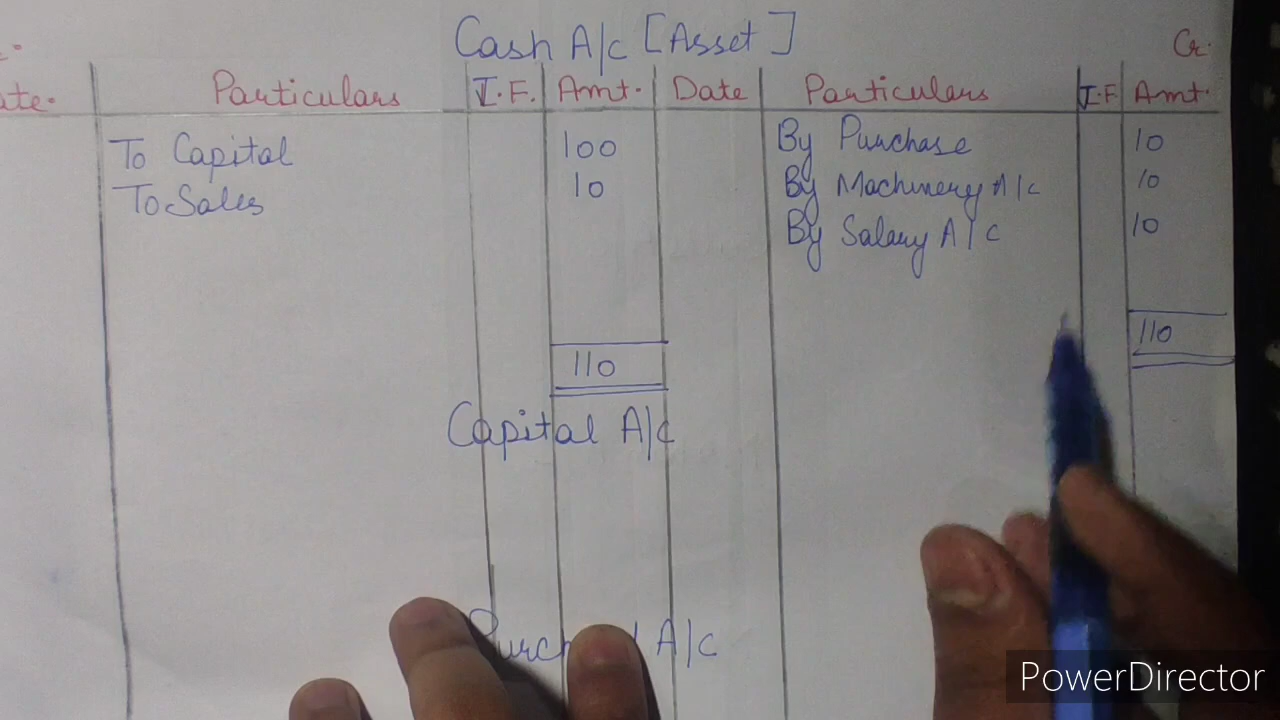 Cash A/c [Asset]
Cr.
Particulars I.F. Amt. Date Particulars I.F Amt.
To Capital 100 By Purchase 10
To Sales 10 By Machinery A/c 10
By Salary A/c 10
110
110
Capital A/c
A/c
PowerDirector